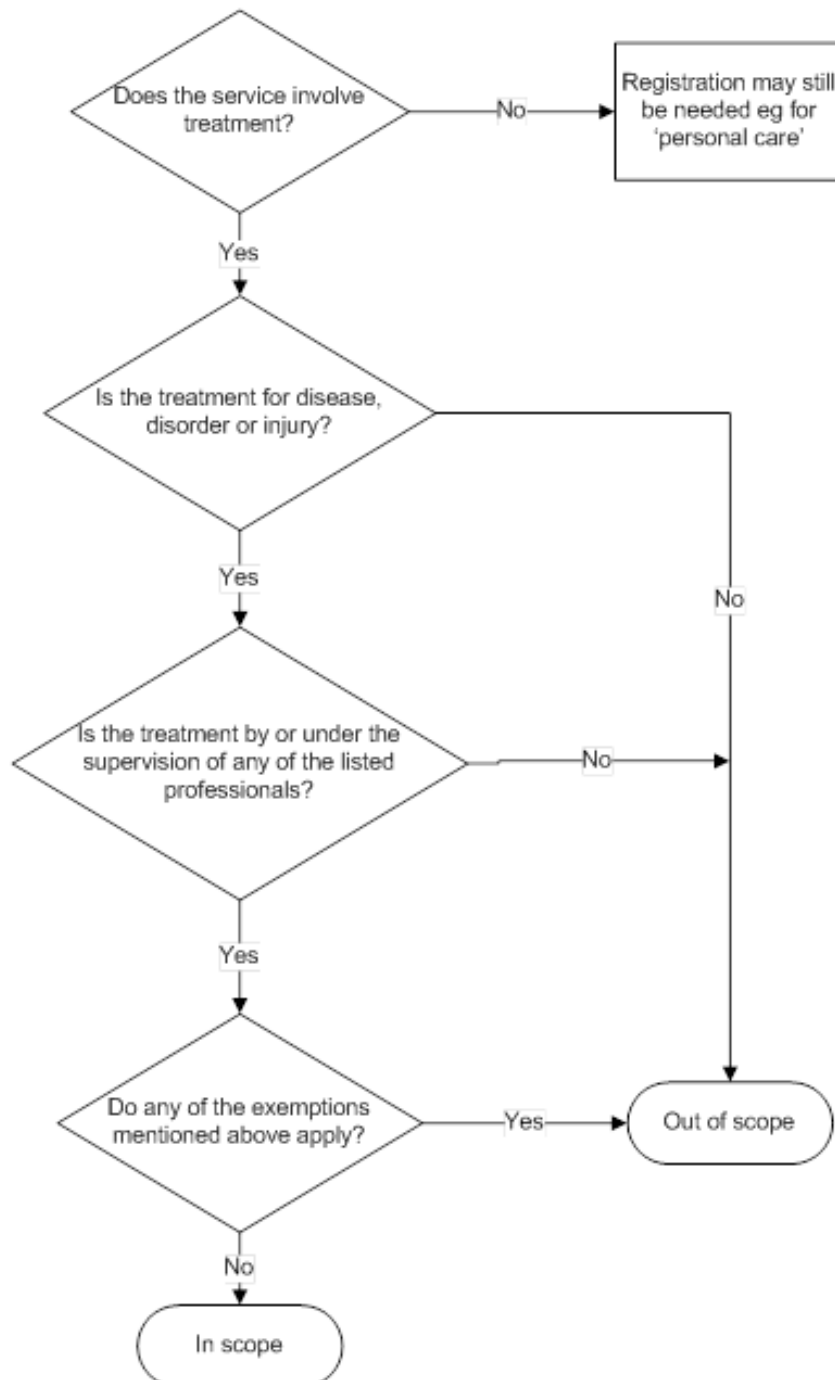 Does the service involve
treatment?
No
Registration may still
be needed eg for
‘personal care’
Yes
Is the treatment for disease,
disorder or injury?
Yes
No
Is the treatment by or under the
supervision of any of the listed
professionals?
No
Yes
Do any of the exemptions
mentioned above apply?
Yes
Out of scope
No
In scope